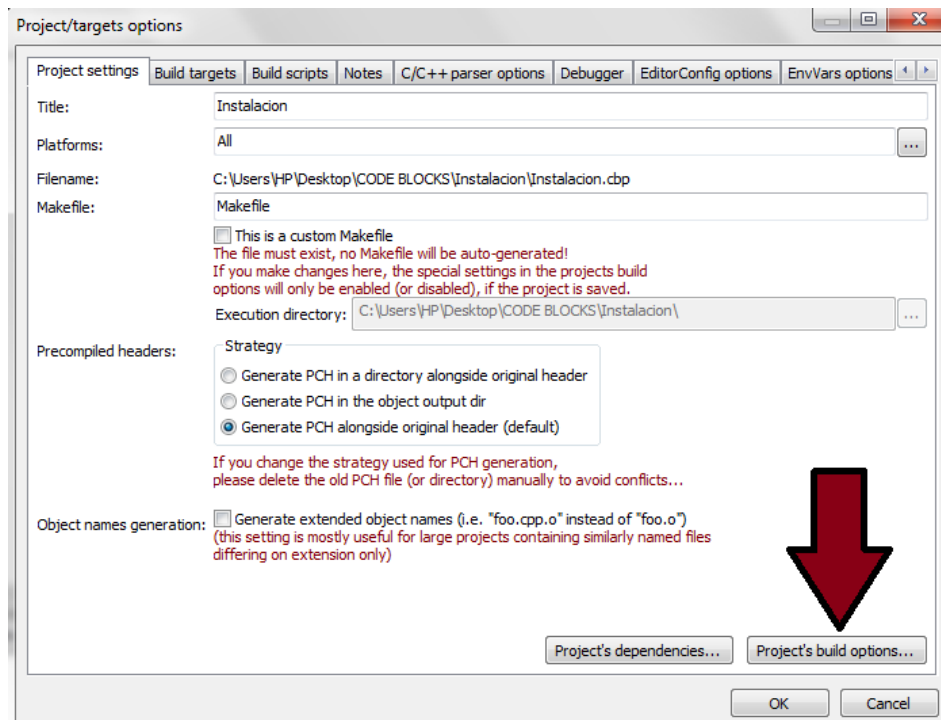 Project/targets options
Project settings Build targets Build scripts Notes C/C++ parser options Debugger EditorConfig options EnvVars options
Title: Instalacion
Platforms: All ...
Filename: C:\Users\HP\Desktop\CODE BLOCKS\Instalacion\Instalacion.cbp
Makefile: Makefile
This is a custom Makefile
The file must exist, no Makefile will be auto-generated!
If you make changes here, the special settings in the projects build
options will only be enabled (or disabled), if the project is saved.
Execution directory: C:\Users\HP\Desktop\CODE BLOCKS\Instalacion\ ...
Precompiled headers: Strategy
Generate PCH in a directory alongside original header
Generate PCH in the object output dir
Generate PCH alongside original header (default)
If you change the strategy used for PCH generation,
please delete the old PCH file (or directory) manually to avoid conflicts...
Object names generation: Generate extended object names (i.e. "foo.cpp.o" instead of "foo.o")
(this setting is mostly useful for large projects containing similarly named files
differing on extension only)
Project's dependencies... Project's build options...
OK Cancel